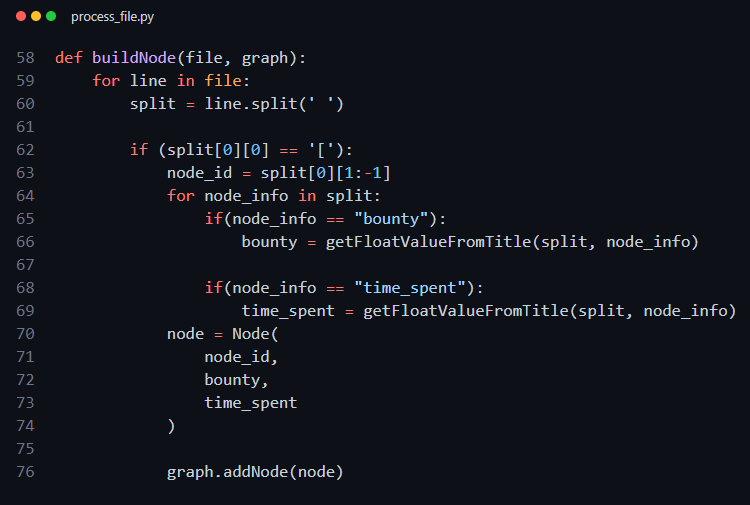 process_file.py
58 def buildNode(file, graph):
59     for line in file:
60         split = line.split(' ')
61
62         if (split[0][0] == '['):
63             node_id = split[0][1:-1]
64             for node_info in split:
65                 if(node_info == "bounty"):
66                     bounty = getFloatValueFromTitle(split, node_info)
67
68                 if(node_info == "time_spent"):
69                     time_spent = getFloatValueFromTitle(split, node_info)
70             node = Node(
71                 node_id,
72                 bounty,
73                 time_spent
74             )
75
76             graph.addNode(node)